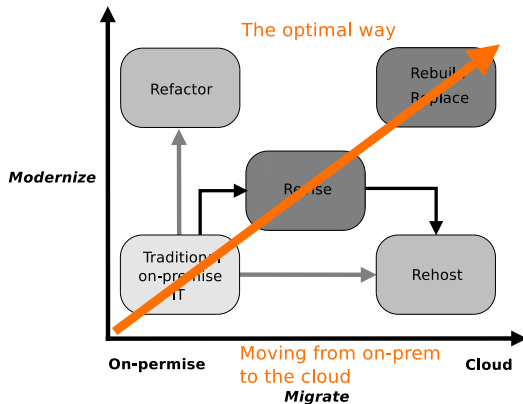 The optimal way
Refactor
Rebuild
Replace
Modernize
Revise
Traditional
on-premise
IT
Rehost
On-permise
Moving from on-prem
to the cloud
Cloud
Migrate